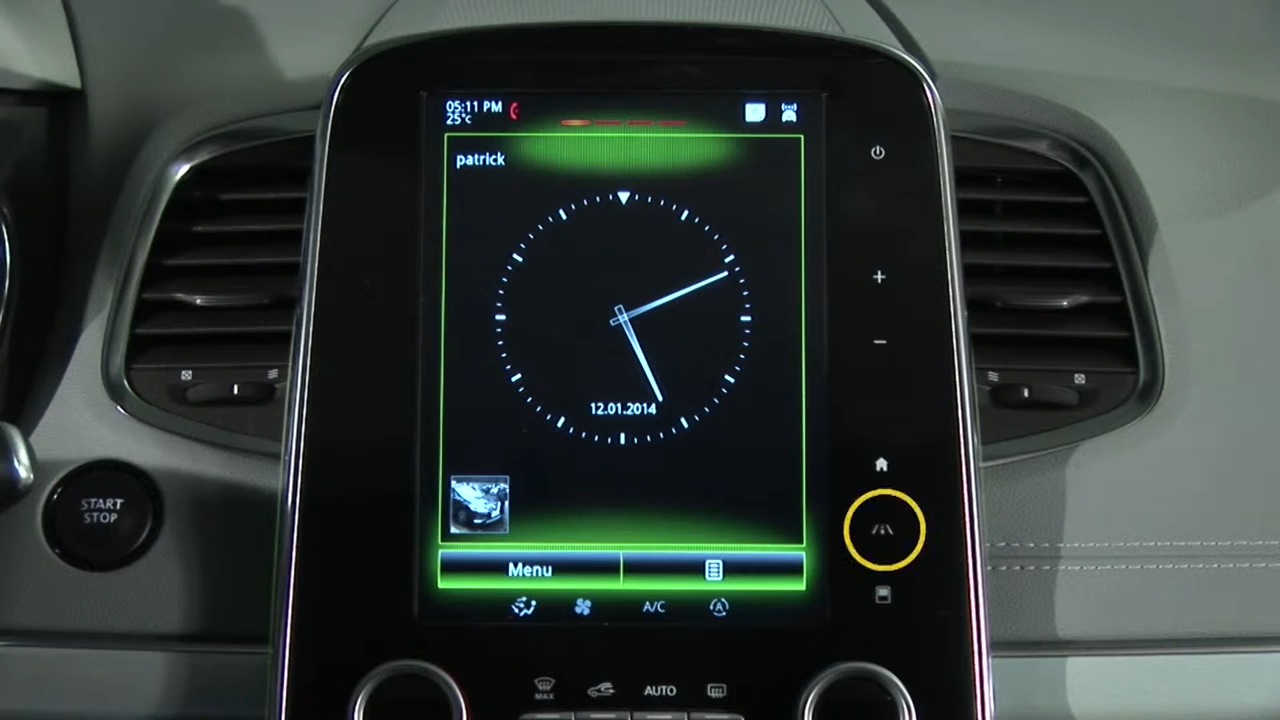 05:11 PM
25°c
patrick
12.01.2014
START
STOP
Menu
A/C
A
MAX
AUTO